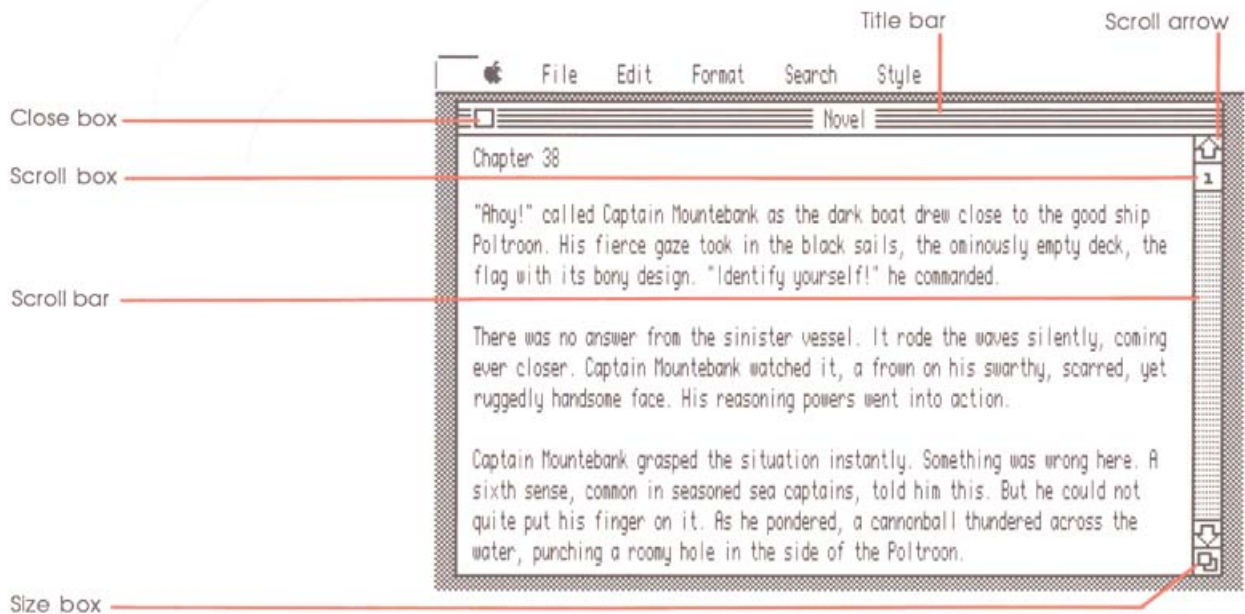 Title bar
Scroll arrow
File Edit Format Search Style
Close box
Novel
Chapter 38
Scroll box
1
"Ahoy!" called Captain Mountebank as the dark boat drew close to the good ship
Poltroon. His fierce gaze took in the black sails, the ominously empty deck, the
flag with its bony design. "Identify yourself!" he commanded.
Scroll bar
There was no answer from the sinister vessel. It rode the waves silently, coming
ever closer. Captain Mountebank watched it, a frown on his swarthy, scarred, yet
ruggedly handsome face. His reasoning powers went into action.
Captain Mountebank grasped the situation instantly. Something was wrong here. A
sixth sense, common in seasoned sea captains, told him this. But he could not
quite put his finger on it. As he pondered, a cannonball thundered across the
water, punching a roomy hole in the side of the Poltroon.
Size box